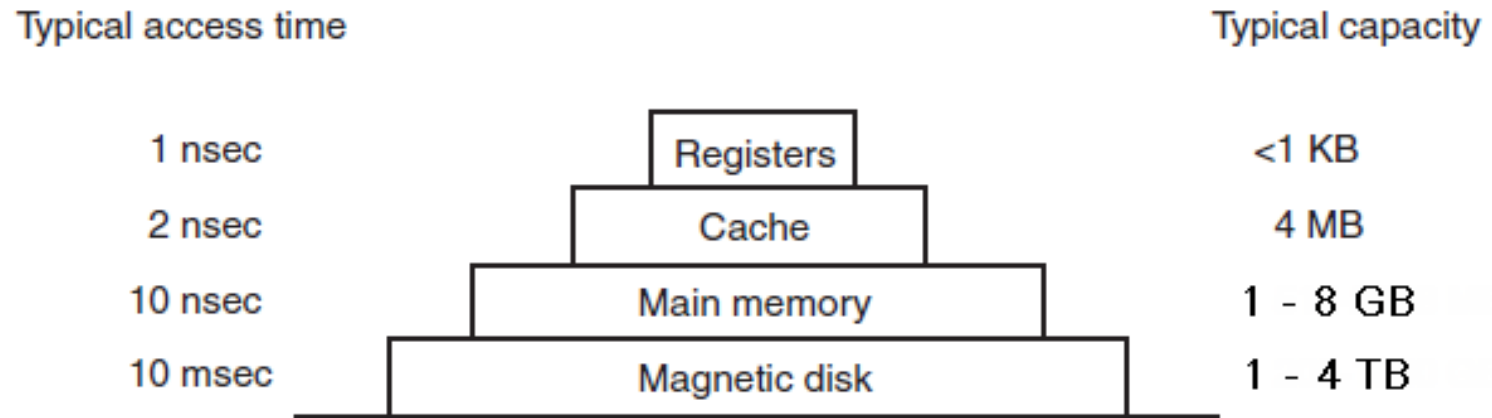 Typical access time Typical capacity
1 nsec Registers <1 KB
2 nsec Cache 4 MB
10 nsec Main memory 1 - 8 GB
10 msec Magnetic disk 1 - 4 TB